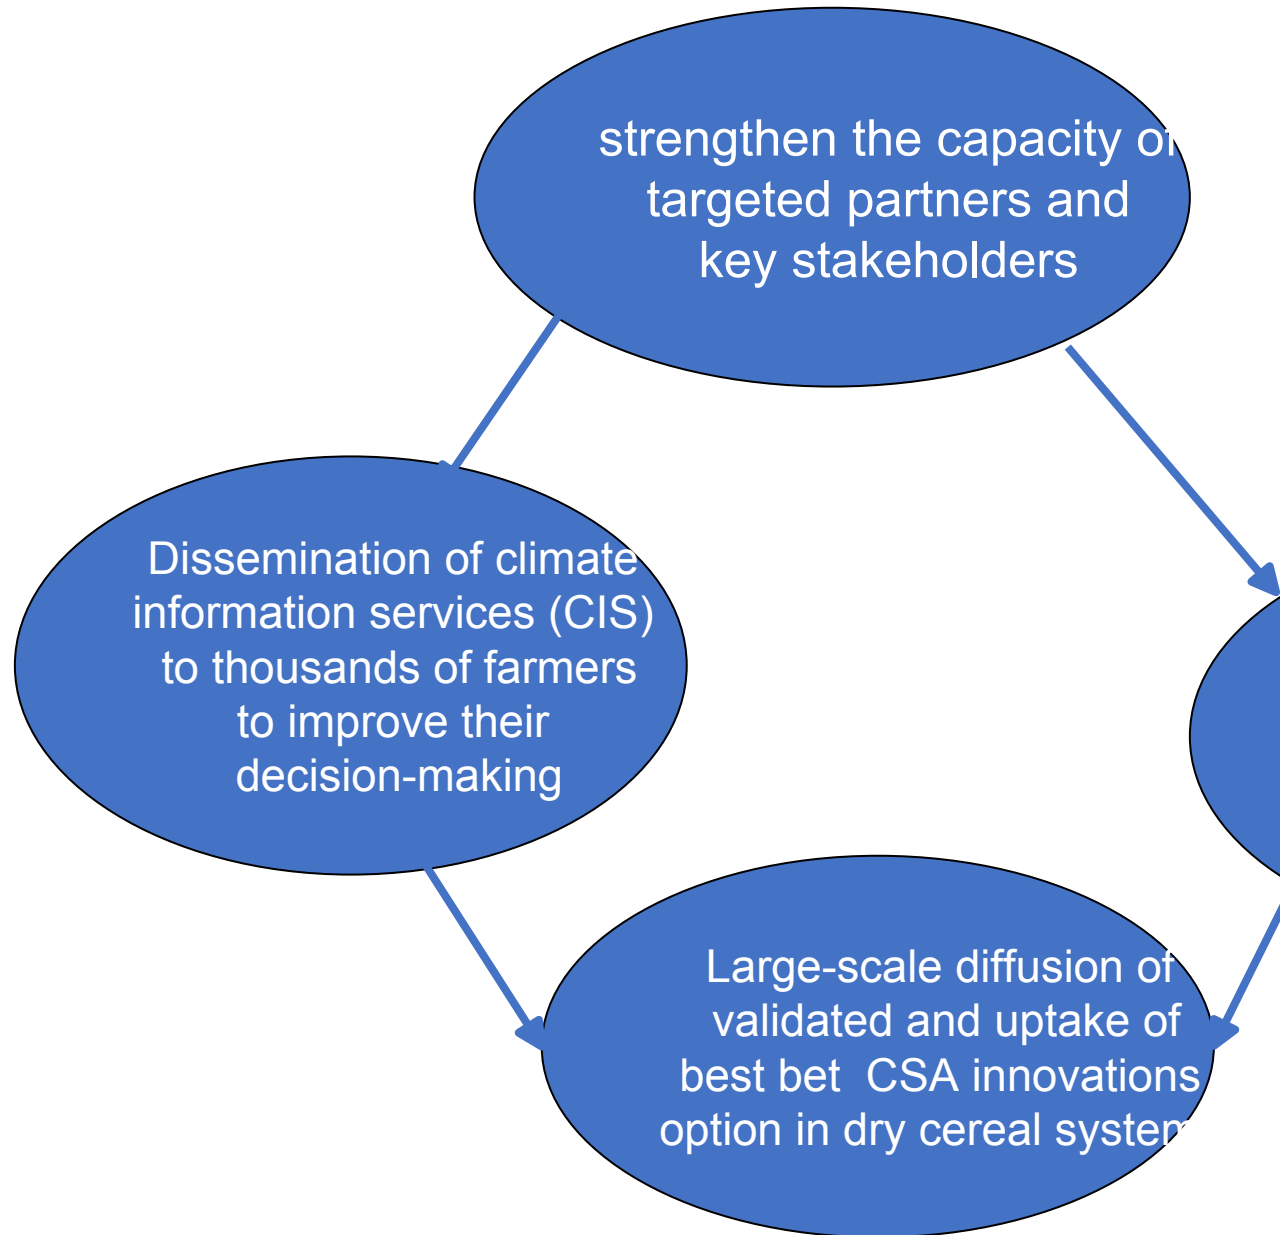 strengthen the capacity of
targeted partners and
key stakeholders
Dissemination of climate
information services (CIS)
to thousands of farmers
to improve their
decision-making
Large-scale diffusion of
validated and uptake of
best bet CSA innovations
option in dry cereal system